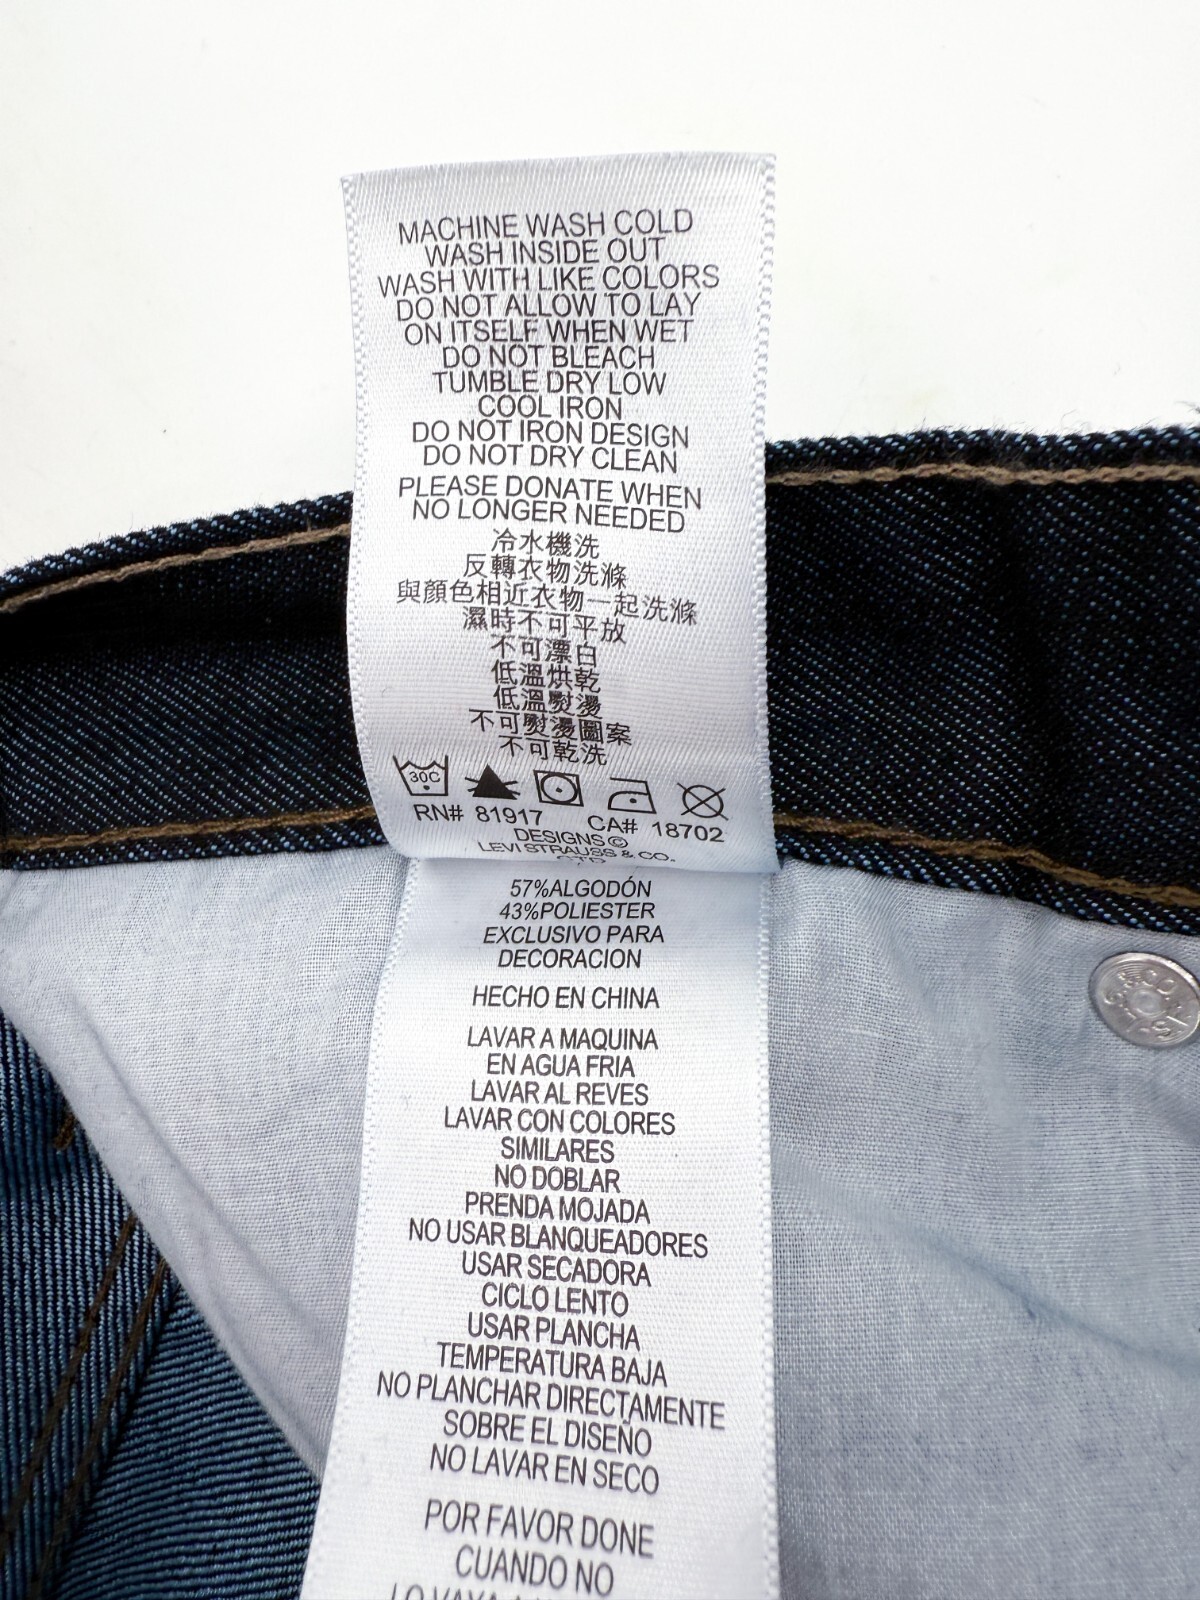 MACHINE WASH COLD
WASH INSIDE OUT
WASH WITH LIKE COLORS
DO NOT ALLOW TO LAY
ON ITSELF WHEN WET
DO NOT BLEACH
TUMBLE DRY LOW
COOL IRON
DO NOT IRON DESIGN
DO NOT DRY CLEAN
PLEASE DONATE WHEN
NO LONGER NEEDED
冷水機洗
反轉衣物洗滌
與顏色相近衣物一起洗滌
濕時不可平放
不可漂白
低溫烘乾
低溫熨燙
不可熨燙圖案
不可乾洗
30C
RN# 81917 CA# 18702
DESIGNS ©
LEVI STRAUSS & CO.
57%ALGODÓN
43%POLIESTER
EXCLUSIVO PARA
DECORACION
HECHO EN CHINA
LAVAR A MAQUINA
EN AGUA FRIA
LAVAR AL REVES
LAVAR CON COLORES
SIMILARES
NO DOBLAR
PRENDA MOJADA
NO USAR BLANQUEADORES
USAR SECADORA
CICLO LENTO
USAR PLANCHA
TEMPERATURA BAJA
NO PLANCHAR DIRECTAMENTE
SOBRE EL DISEÑO
NO LAVAR EN SECO
POR FAVOR DONE
CUANDO NO
LO VAYA A